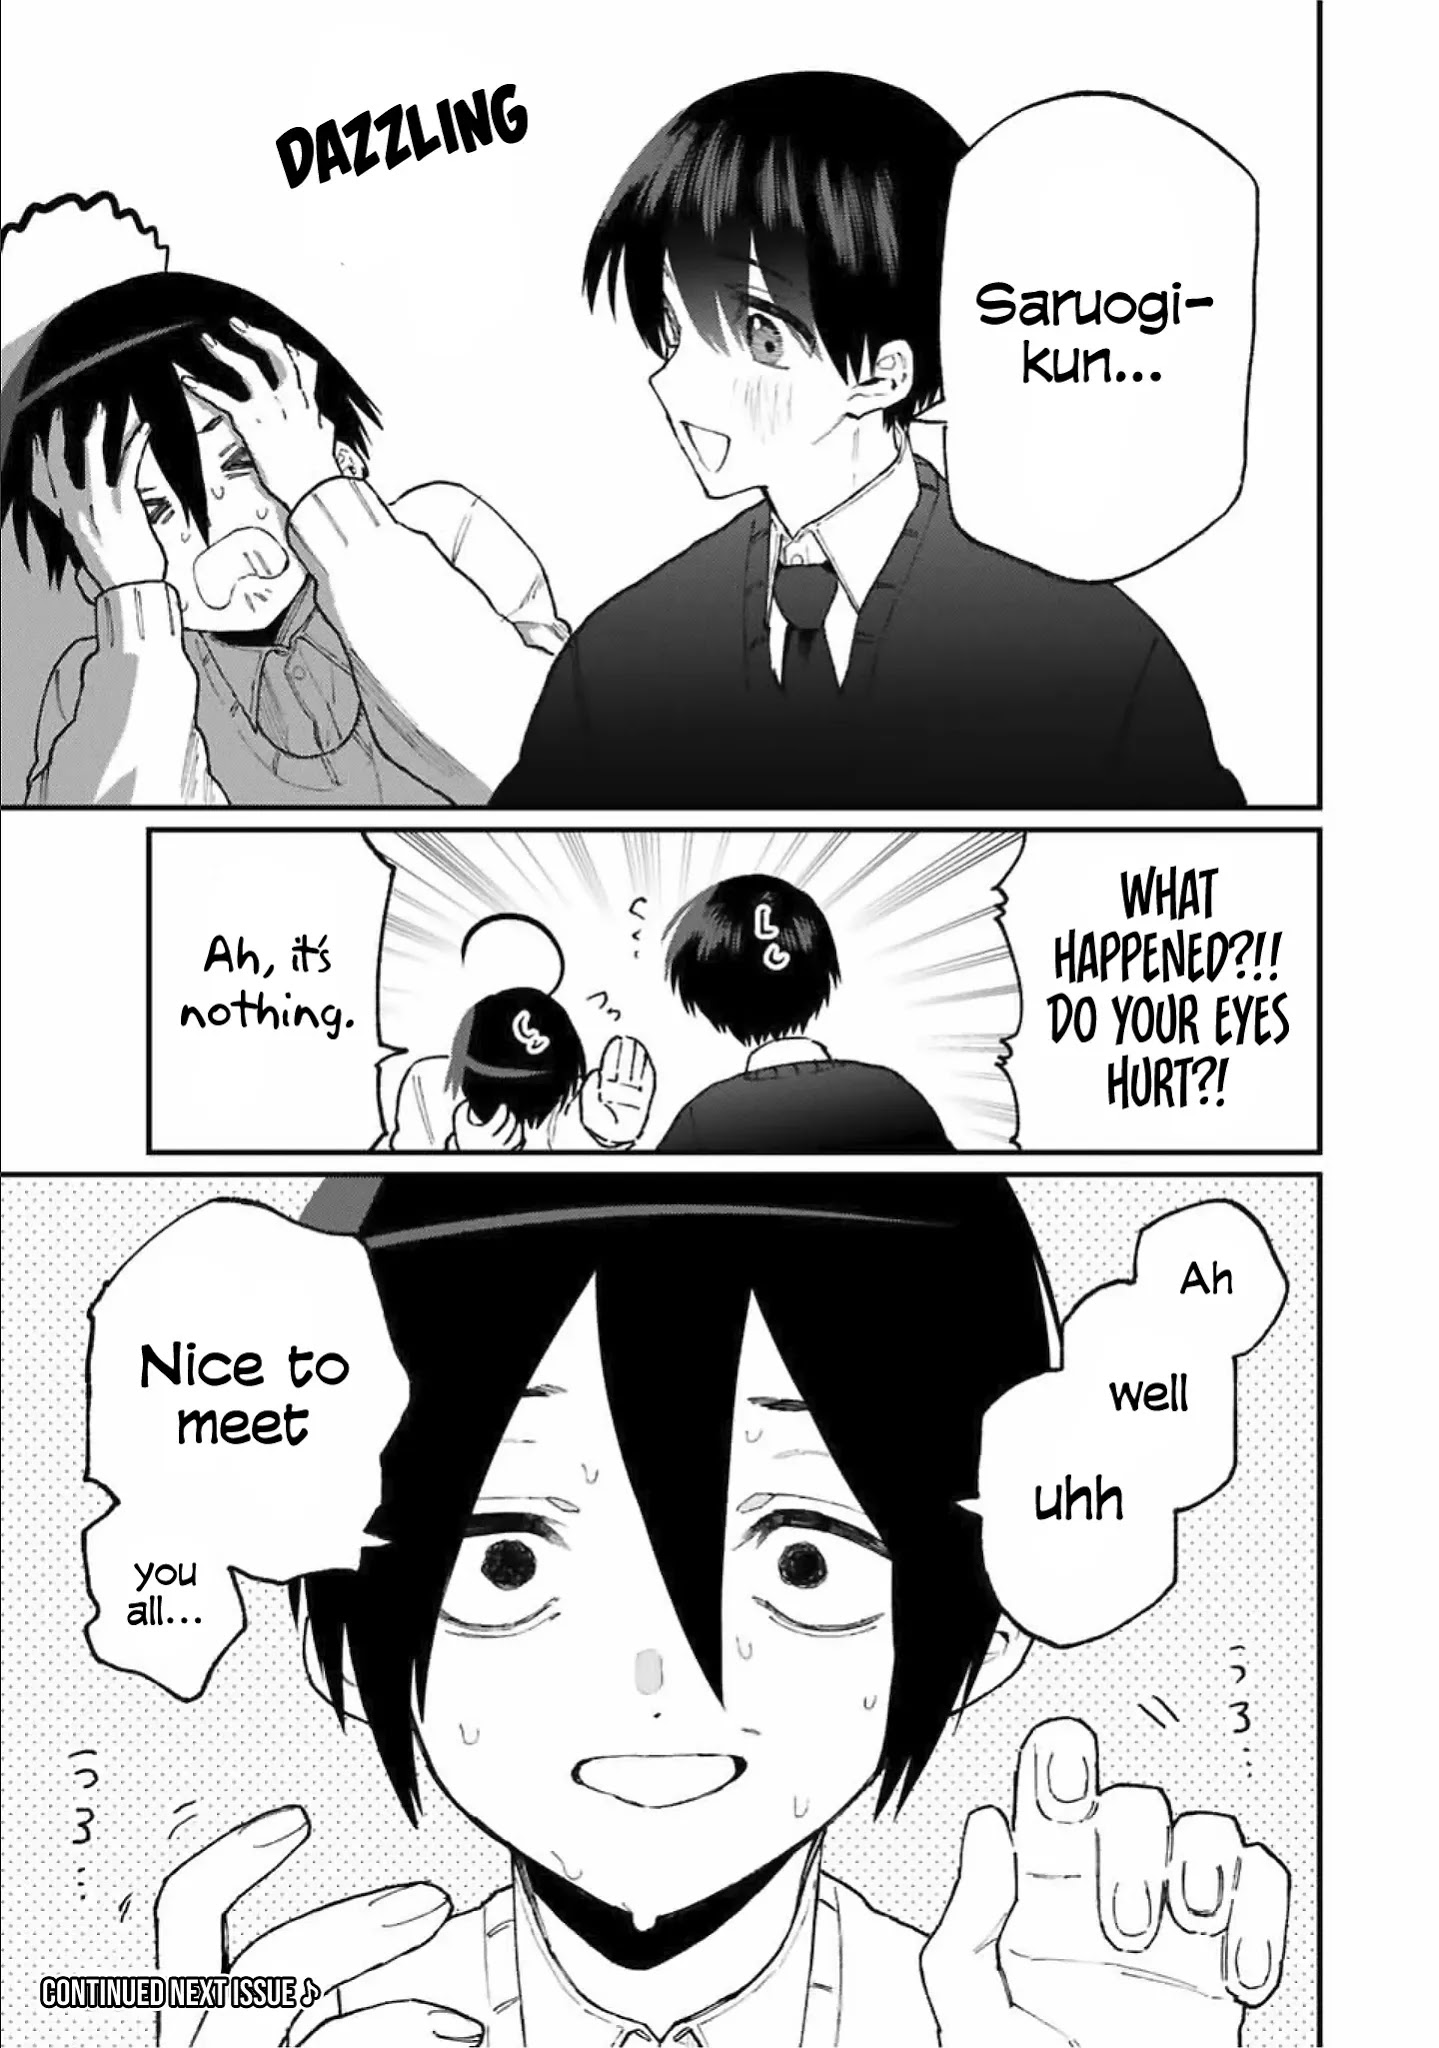 DAZZLING
Saruogi-
kun...
WHAT
HAPPENED?!!
DO YOUR EYES
HURT?!
Ah, it's
nothing.
Ah
well
uhh
Nice to
meet
you
all...
CONTINUED NEXT ISSUE ♪